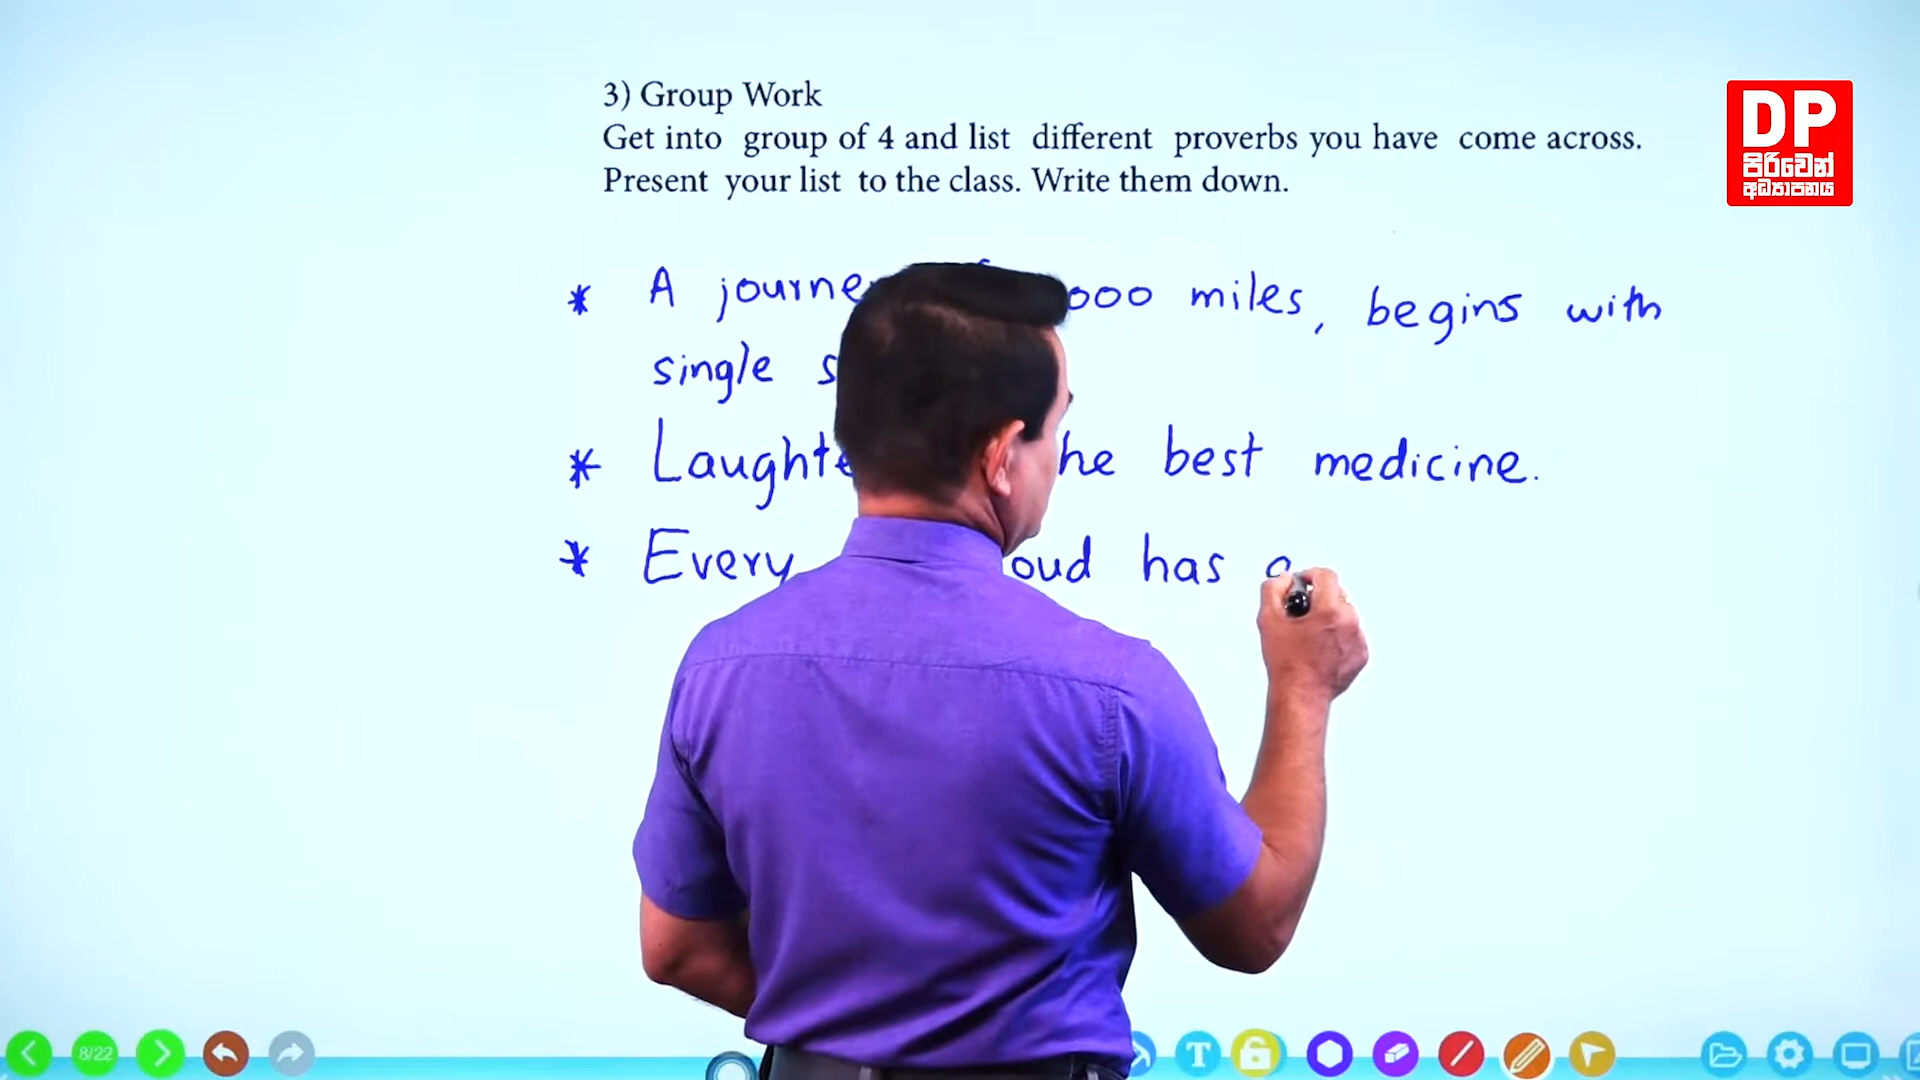 3) Group Work
Get into group of 4 and list different proverbs you have come across.
Present your list to the class. Write them down.
DP
පිරිවෙන්
අධ්‍යාපනය
* A journe 000 miles, begins with
single s
* Laughte he best medicine.
* Every oud has a
8/22
T